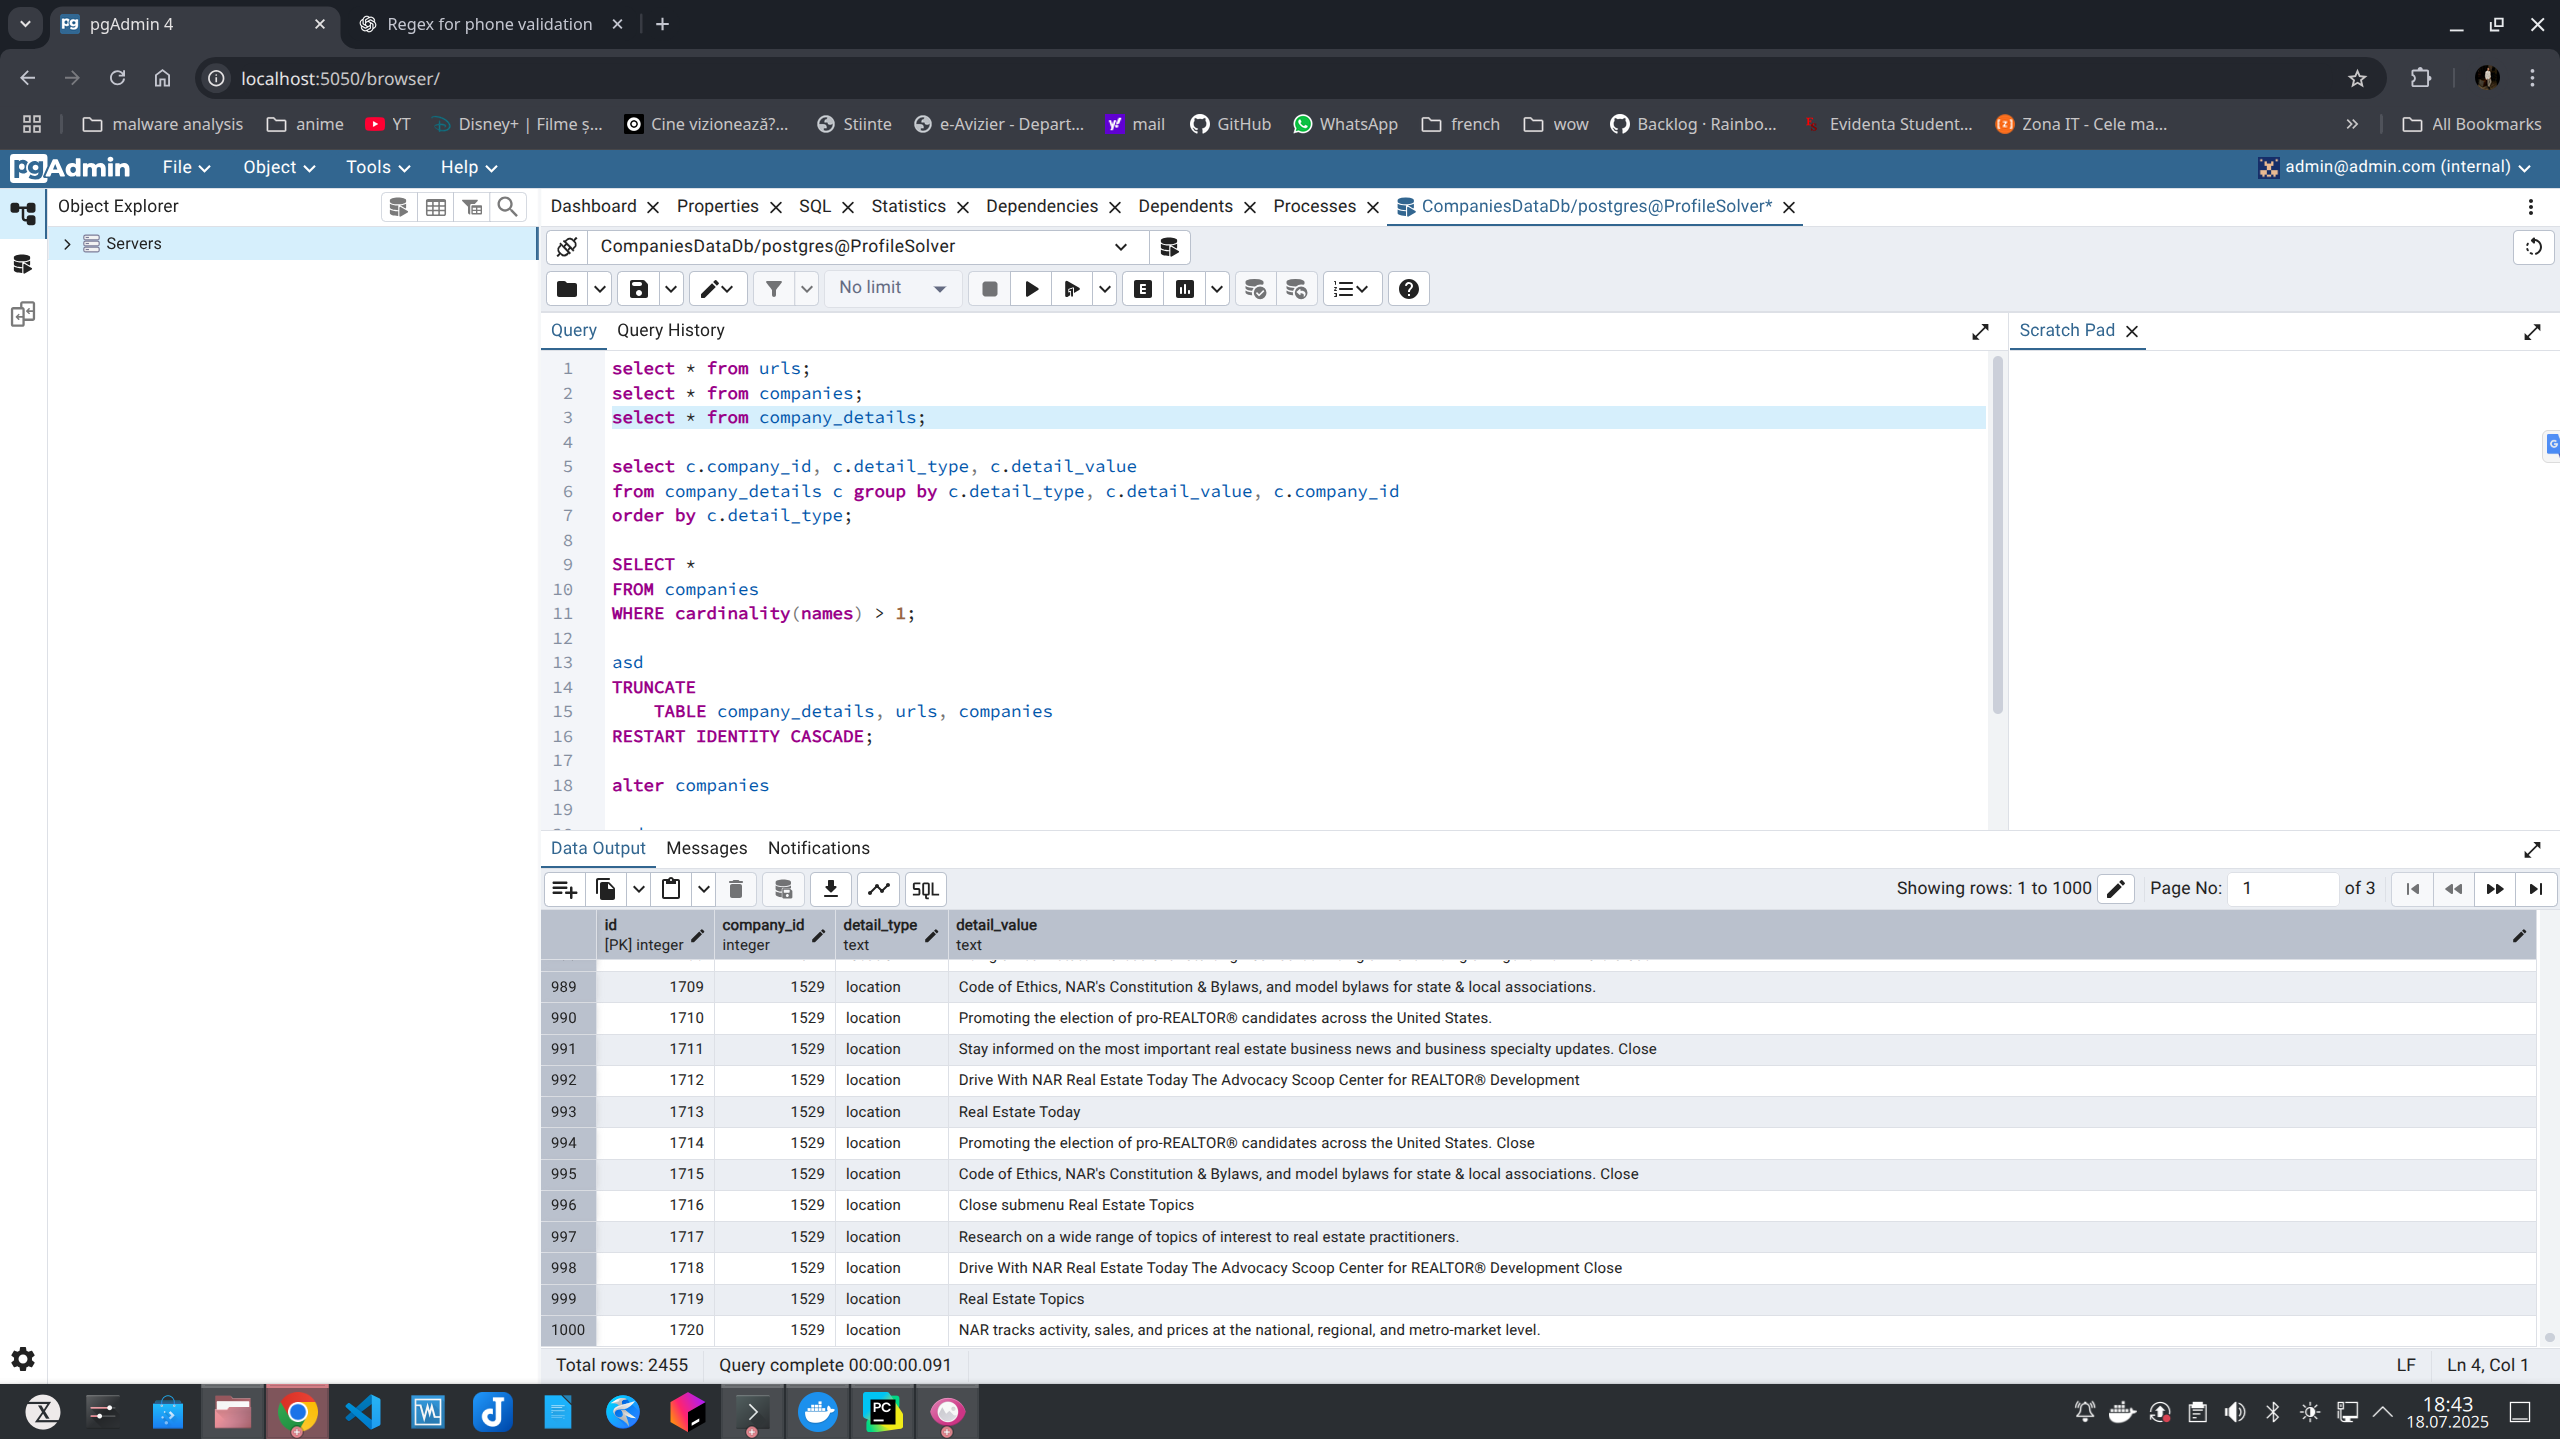 pgAdmin 4
Regex for phone validation
localhost:5050/browser/
malware analysis
anime
YT
Disney+ | Filme ș...
Cine vizionează?...
Stiinte
e-Avizier - Depart...
mail
GitHub
WhatsApp
french
wow
Backlog · Rainbo...
Evidenta Student...
Zona IT - Cele ma...
All Bookmarks
pgAdmin
File
Object
Tools
Help
admin@admin.com (internal)
Object Explorer
Servers
Dashboard
Properties
SQL
Statistics
Dependencies
Dependents
Processes
CompaniesDataDb/postgres@ProfileSolver*
CompaniesDataDb/postgres@ProfileSolver
No limit
Query
Query History
Scratch Pad
1 select * from urls;
2 select * from companies;
3 select * from company_details;
4
5 select c.company_id, c.detail_type, c.detail_value
6 from company_details c group by c.detail_type, c.detail_value, c.company_id
7 order by c.detail_type;
8
9 SELECT *
10 FROM companies
11 WHERE cardinality(names) > 1;
12
13 asd
14 TRUNCATE
15 TABLE company_details, urls, companies
16 RESTART IDENTITY CASCADE;
17
18 alter companies
19
Data Output
Messages
Notifications
SQL
Showing rows: 1 to 1000
Page No: 1 of 3
id [PK] integer
company_id integer
detail_type text
detail_value text
989 1709 1529 location Code of Ethics, NAR's Constitution & Bylaws, and model bylaws for state & local associations.
990 1710 1529 location Promoting the election of pro-REALTOR® candidates across the United States.
991 1711 1529 location Stay informed on the most important real estate business news and business specialty updates. Close
992 1712 1529 location Drive With NAR Real Estate Today The Advocacy Scoop Center for REALTOR® Development
993 1713 1529 location Real Estate Today
994 1714 1529 location Promoting the election of pro-REALTOR® candidates across the United States. Close
995 1715 1529 location Code of Ethics, NAR's Constitution & Bylaws, and model bylaws for state & local associations. Close
996 1716 1529 location Close submenu Real Estate Topics
997 1717 1529 location Research on a wide range of topics of interest to real estate practitioners.
998 1718 1529 location Drive With NAR Real Estate Today The Advocacy Scoop Center for REALTOR® Development Close
999 1719 1529 location Real Estate Topics
1000 1720 1529 location NAR tracks activity, sales, and prices at the national, regional, and metro-market level.
Total rows: 2455
Query complete 00:00:00.091
LF
Ln 4, Col 1
18:43
18.07.2025